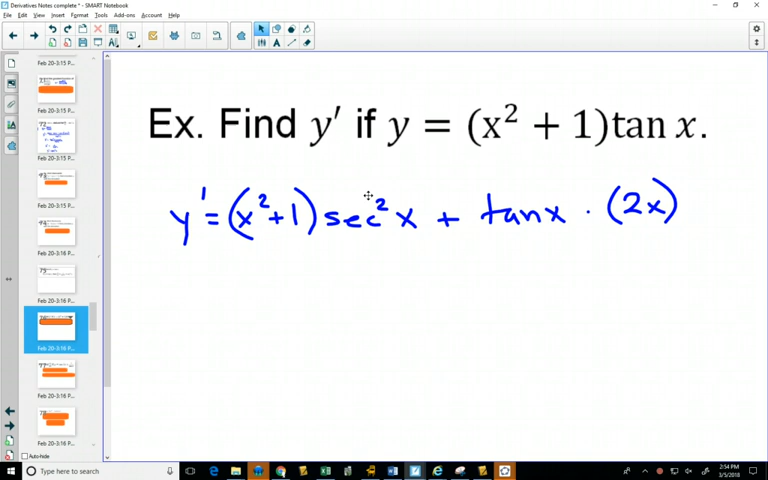 Derivatives Notes complete * - SMART Notebook
File Edit View Insert Format Tools Add-ons Account Help
Feb 20-3:15 P...
Feb 20-3:15 P...
Feb 20-3:15 P...
Feb 20-3:15 P...
Feb 20-3:16 P...
Feb 20-3:16 P...
Feb 20-3:16 P...
Feb 20-3:16 P...
Feb 20-3:16 P...
Auto-hide
Ex. Find y′ if y = (x² + 1)tan x.
y' = (x²+1) sec²x + tanx · (2x)
Type here to search
2:54 PM
3/5/2018